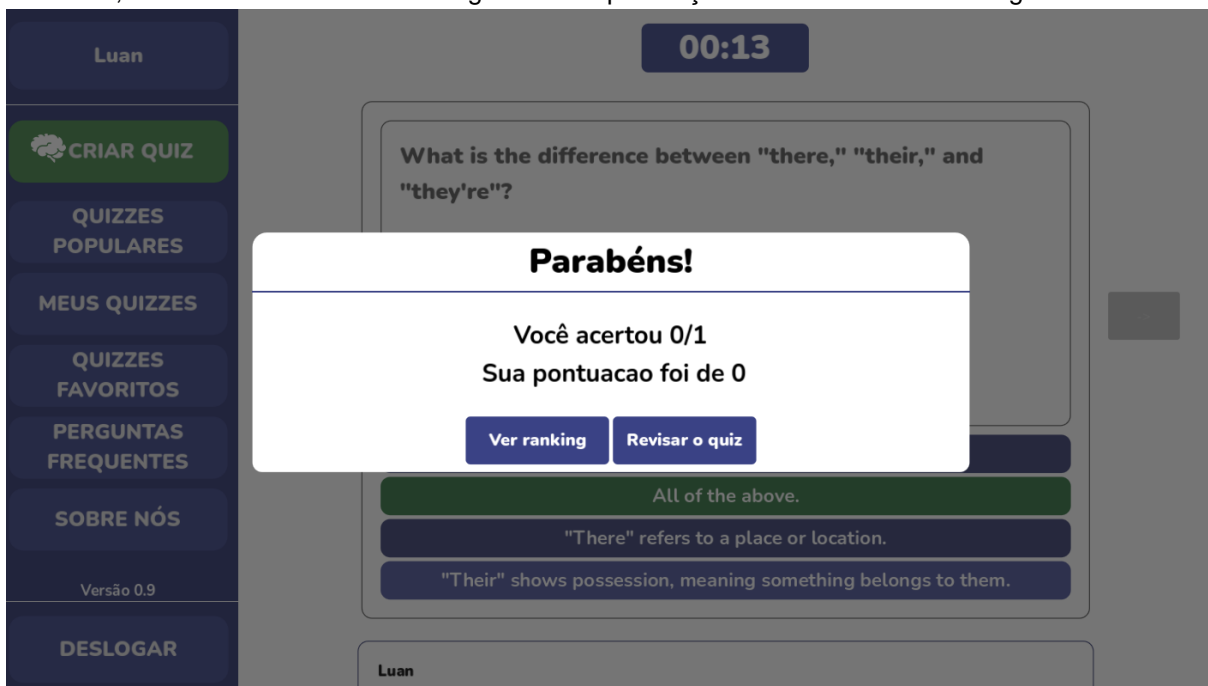 Luan
CRIAR QUIZ
QUIZZES
POPULARES
MEUS QUIZZES
QUIZZES
FAVORITOS
PERGUNTAS
FREQUENTES
SOBRE NÓS
Versão 0.9
DESLOGAR
00:13
What is the difference between "there," "their," and
"they're"?
Parabéns!
Você acertou 0/1
Sua pontuacao foi de 0
Ver ranking
Revisar o quiz
All of the above.
"There" refers to a place or location.
"Their" shows possession, meaning something belongs to them.
Luan